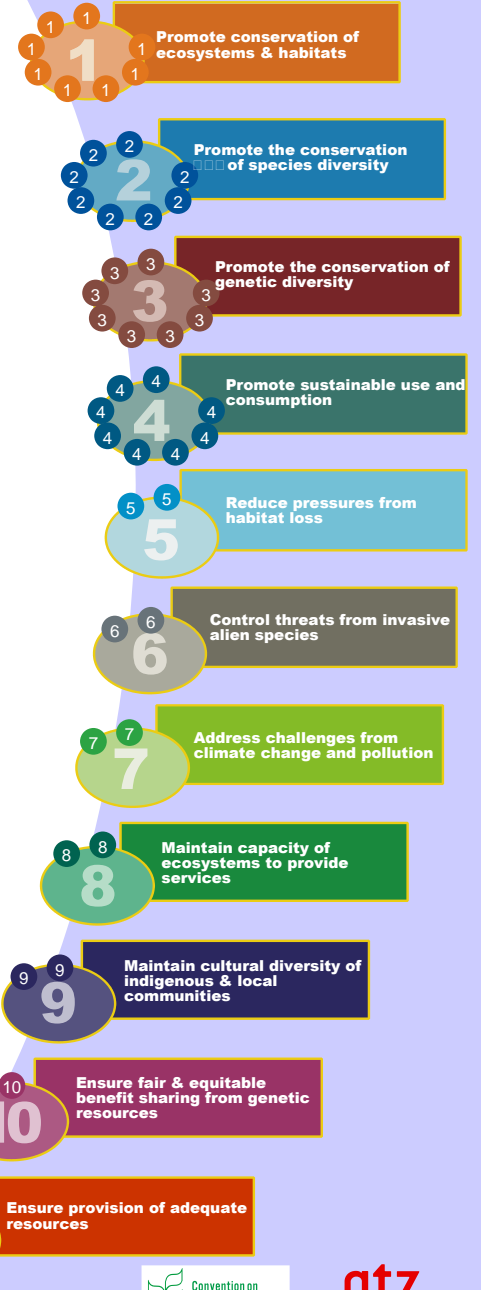 1 1 1 1 1 1 1 1
1
Promote conservation of
ecosystems & habitats
2 2 2 2 2 2 2 2
2
Promote the conservation
□□□ of species diversity
3 3 3 3 3 3 3 3
3
Promote the conservation of
genetic diversity
4 4 4 4 4 4 4 4
4
Promote sustainable use and
consumption
5 5
5
Reduce pressures from
habitat loss
6 6
6
Control threats from invasive
alien species
7 7
7
Address challenges from
climate change and pollution
8 8
8
Maintain capacity of
ecosystems to provide
services
9 9
9
Maintain cultural diversity of
indigenous & local
communities
10
10
Ensure fair & equitable
benefit sharing from genetic
resources
Ensure provision of adequate
resources
Convention on
gtz